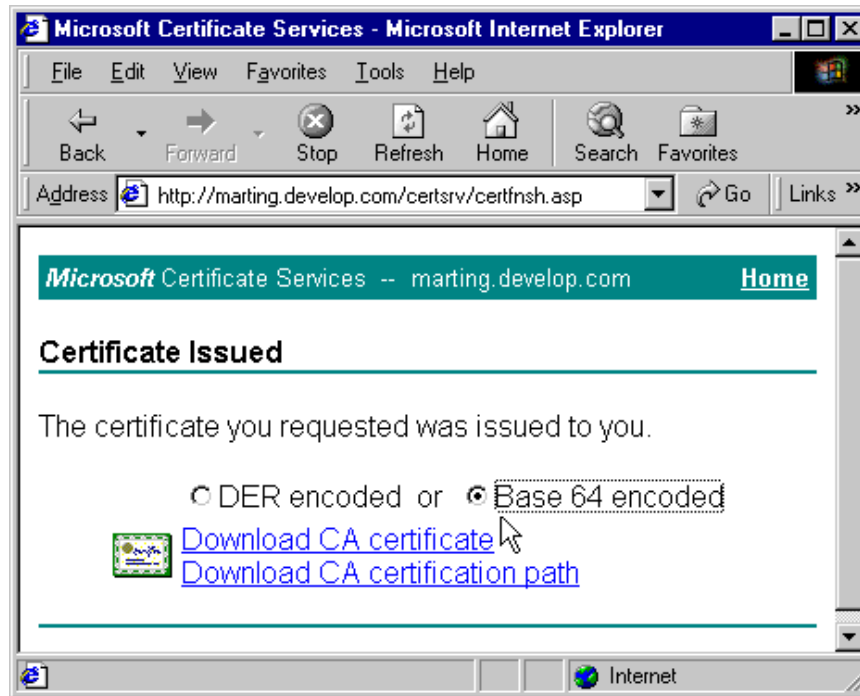 Microsoft Certificate Services - Microsoft Internet Explorer
File Edit View Favorites Tools Help
Back Forward Stop Refresh Home Search Favorites »
Address http://marting.develop.com/certsrv/certfnsh.asp Go Links »
Microsoft Certificate Services -- marting.develop.com Home
Certificate Issued
The certificate you requested was issued to you.
DER encoded or Base 64 encoded
Download CA certificate
Download CA certification path
Internet